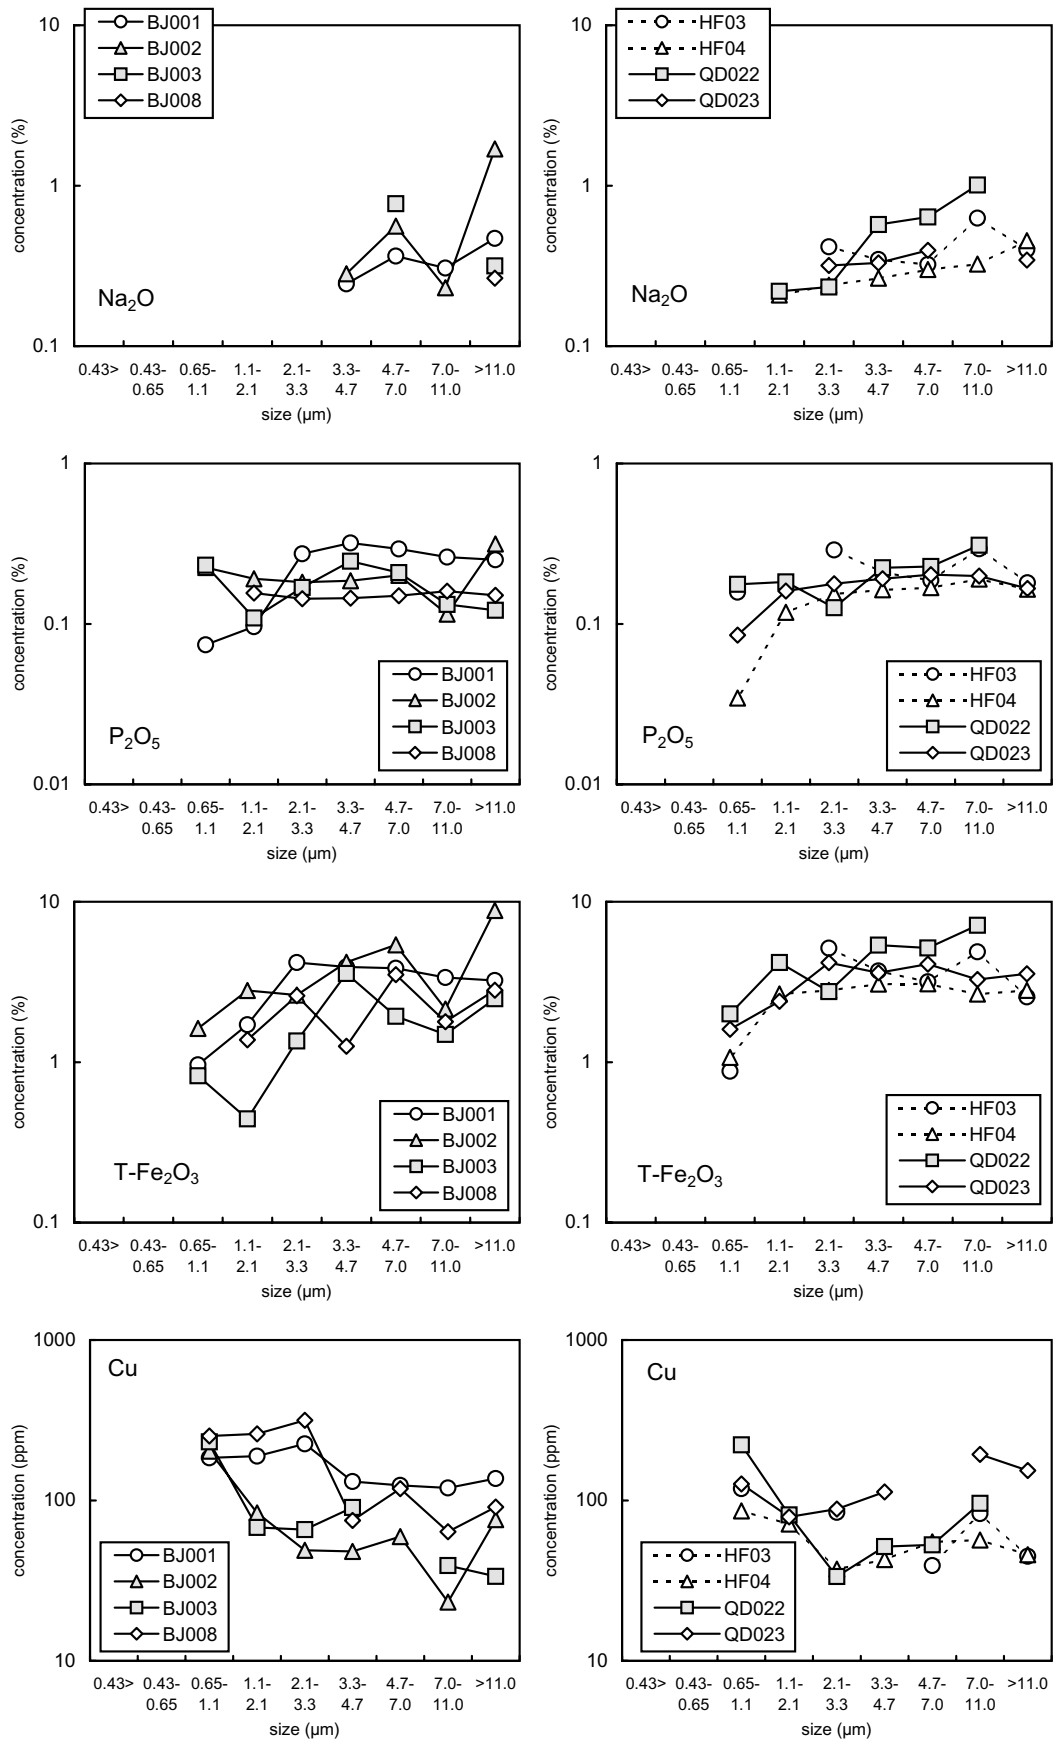 10
1
0.1
concentration (%)
BJ001
BJ002
BJ003
BJ008
Na2O
0.43> 0.43- 0.65- 1.1- 2.1- 3.3- 4.7- 7.0- >11.0
0.65 1.1 2.1 3.3 4.7 7.0 11.0
size (µm)
10
1
0.1
concentration (%)
HF03
HF04
QD022
QD023
Na2O
0.43> 0.43- 0.65- 1.1- 2.1- 3.3- 4.7- 7.0- >11.0
0.65 1.1 2.1 3.3 4.7 7.0 11.0
size (µm)
1
0.1
0.01
concentration (%)
BJ001
BJ002
BJ003
BJ008
P2O5
0.43> 0.43- 0.65- 1.1- 2.1- 3.3- 4.7- 7.0- >11.0
0.65 1.1 2.1 3.3 4.7 7.0 11.0
size (µm)
1
0.1
0.01
concentration (%)
HF03
HF04
QD022
QD023
P2O5
0.43> 0.43- 0.65- 1.1- 2.1- 3.3- 4.7- 7.0- >11.0
0.65 1.1 2.1 3.3 4.7 7.0 11.0
size (µm)
10
1
0.1
concentration (%)
BJ001
BJ002
BJ003
BJ008
T-Fe2O3
0.43> 0.43- 0.65- 1.1- 2.1- 3.3- 4.7- 7.0- >11.0
0.65 1.1 2.1 3.3 4.7 7.0 11.0
size (µm)
10
1
0.1
concentration (%)
HF03
HF04
QD022
QD023
T-Fe2O3
0.43> 0.43- 0.65- 1.1- 2.1- 3.3- 4.7- 7.0- >11.0
0.65 1.1 2.1 3.3 4.7 7.0 11.0
size (µm)
1000
100
10
concentration (ppm)
Cu
BJ001
BJ002
BJ003
BJ008
0.43> 0.43- 0.65- 1.1- 2.1- 3.3- 4.7- 7.0- >11.0
0.65 1.1 2.1 3.3 4.7 7.0 11.0
size (µm)
1000
100
10
concentration (ppm)
Cu
HF03
HF04
QD022
QD023
0.43> 0.43- 0.65- 1.1- 2.1- 3.3- 4.7- 7.0- >11.0
0.65 1.1 2.1 3.3 4.7 7.0 11.0
size (µm)